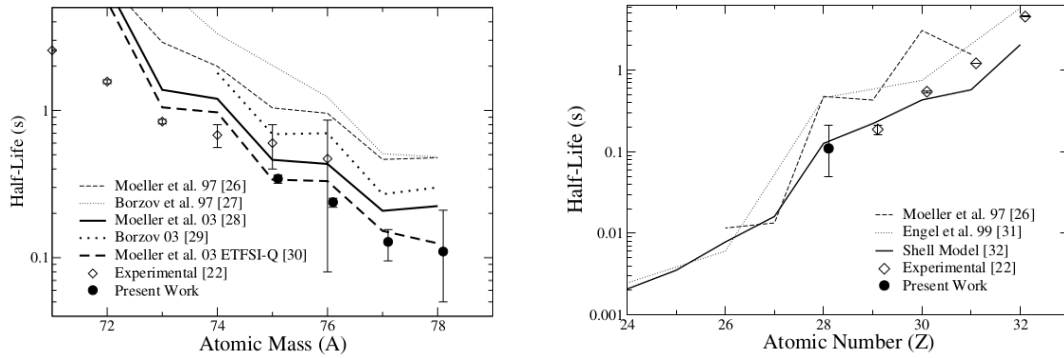 1
0.1
Half-Life (s)
Moeller et al. 97 [26]
Borzov et al. 97 [27]
Moeller et al. 03 [28]
Borzov 03 [29]
Moeller et al. 03 ETFSI-Q [30]
Experimental [22]
Present Work
72
74
76
78
Atomic Mass (A)
1
0.1
0.01
0.001
Half-Life (s)
Moeller et al. 97 [26]
Engel et al. 99 [31]
Shell Model [32]
Experimental [22]
Present Work
24
26
28
30
32
Atomic Number (Z)